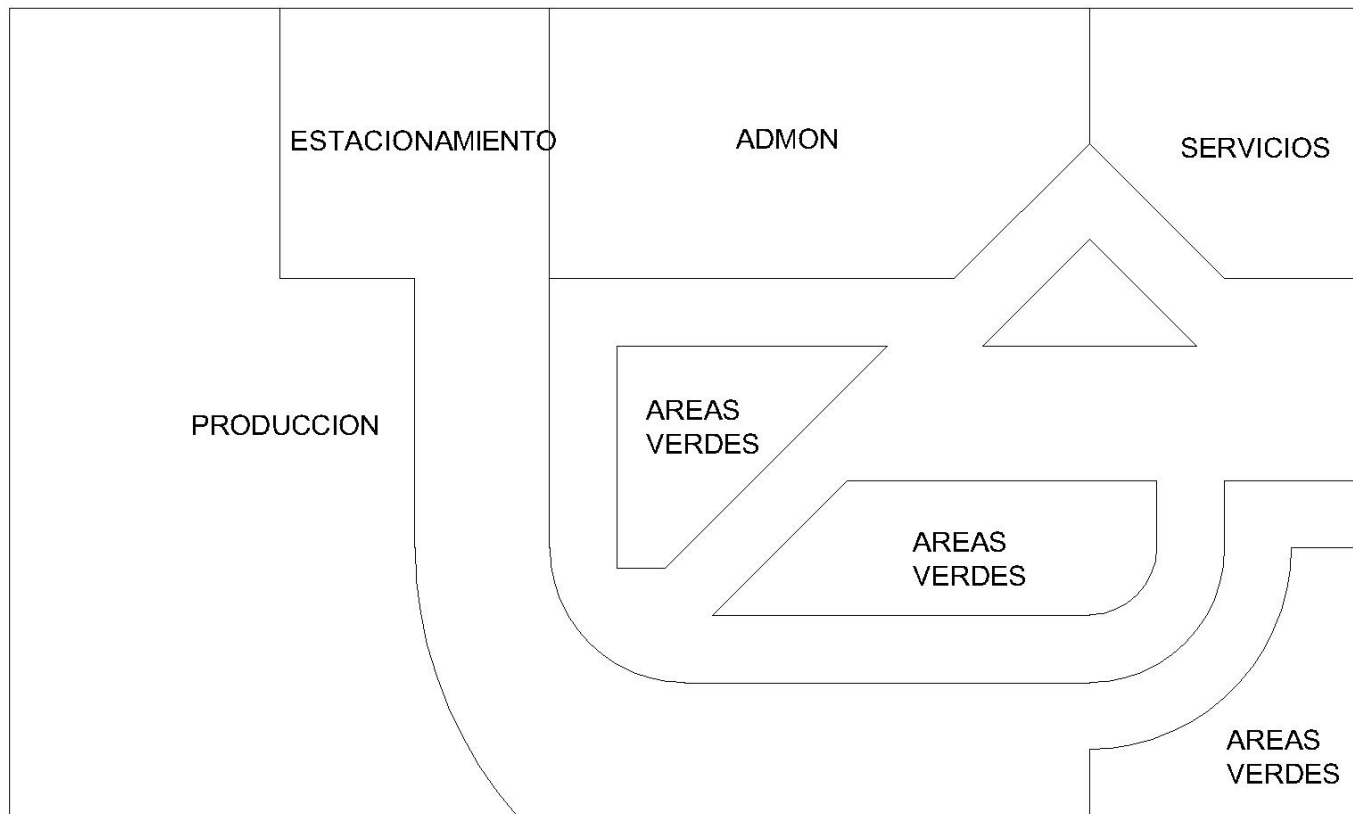 ESTACIONAMIENTO
ADMON
SERVICIOS
PRODUCCION
AREAS
VERDES
AREAS
VERDES
AREAS
VERDES